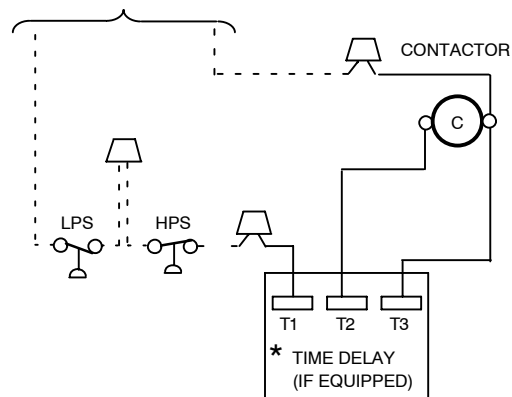 CONTACTOR
C
LPS
HPS
T1
T2
T3
* TIME DELAY
(IF EQUIPPED)